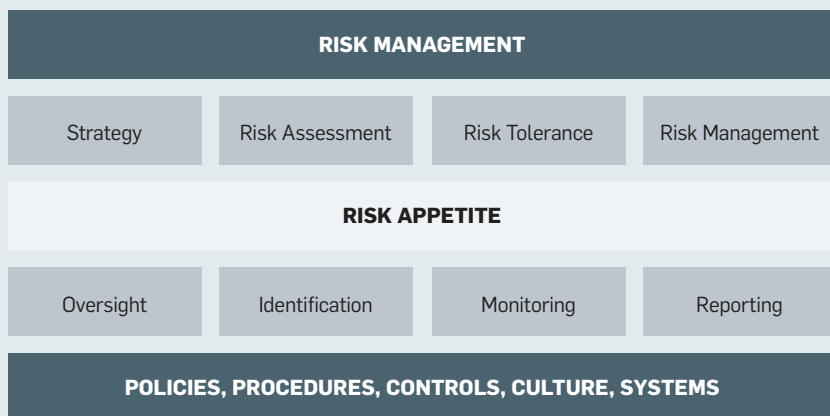 RISK MANAGEMENT
Strategy Risk Assessment Risk Tolerance Risk Management
RISK APPETITE
Oversight Identification Monitoring Reporting
POLICIES, PROCEDURES, CONTROLS, CULTURE, SYSTEMS